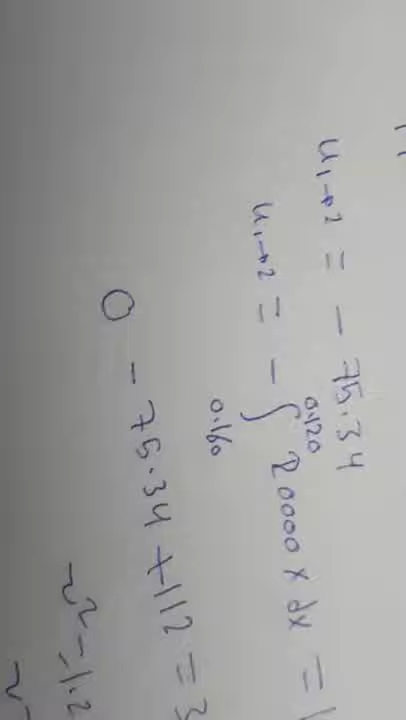 u₁→₂ = - 75.34
u₁→₂ = - ∫_{0.160}^{0.120} 20000 x dx =
0 - 75.34 + 112 = 3
v² = 1.2